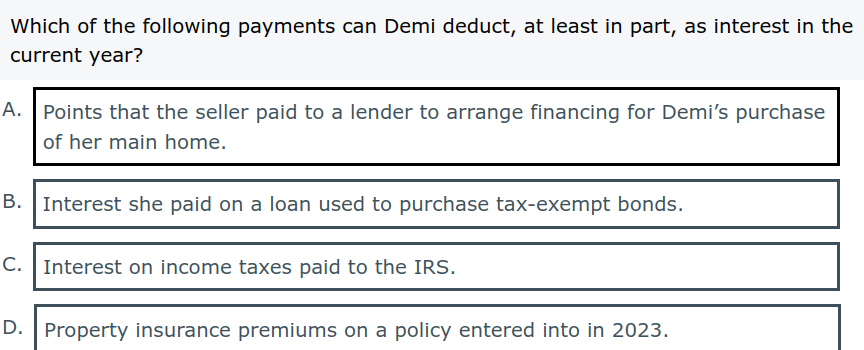 Which of the following payments can Demi deduct, at least in part, as interest in the
current year?
A. Points that the seller paid to a lender to arrange financing for Demi’s purchase
of her main home.
B. Interest she paid on a loan used to purchase tax-exempt bonds.
C. Interest on income taxes paid to the IRS.
D. Property insurance premiums on a policy entered into in 2023.